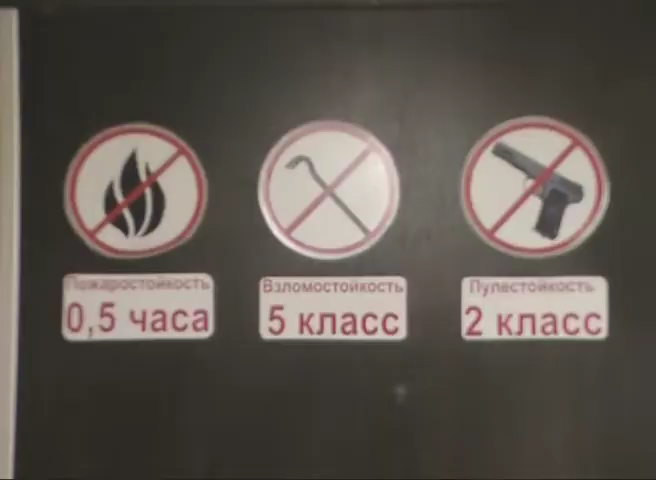 Пожаростойкость
0,5 часа
Взломостойкость
5 класс
Пулестойкость
2 класс